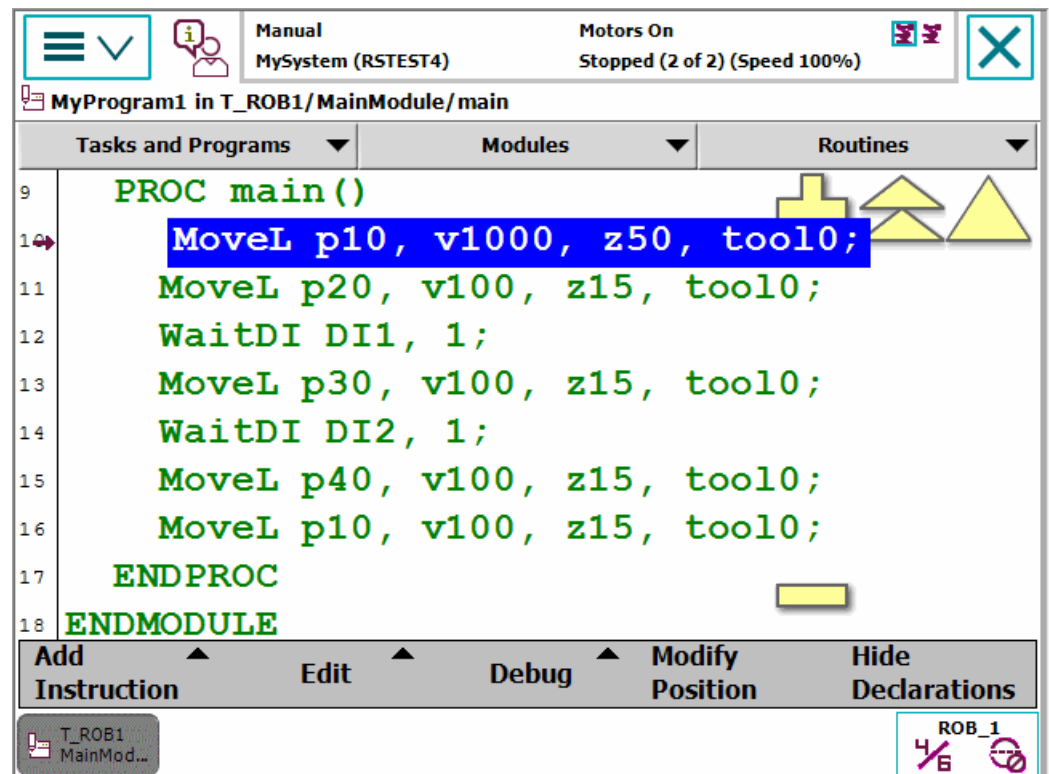 Manual
Motors On
MySystem (RSTEST4)
Stopped (2 of 2) (Speed 100%)
MyProgram1 in T_ROB1/MainModule/main
Tasks and Programs
Modules
Routines
9 PROC main()
10 MoveL p10, v1000, z50, tool0;
11 MoveL p20, v100, z15, tool0;
12 WaitDI DI1, 1;
13 MoveL p30, v100, z15, tool0;
14 WaitDI DI2, 1;
15 MoveL p40, v100, z15, tool0;
16 MoveL p10, v100, z15, tool0;
17 ENDPROC
18 ENDMODULE
Add Instruction
Edit
Debug
Modify Position
Hide Declarations
T_ROB1
MainMod...
ROB_1
4/6